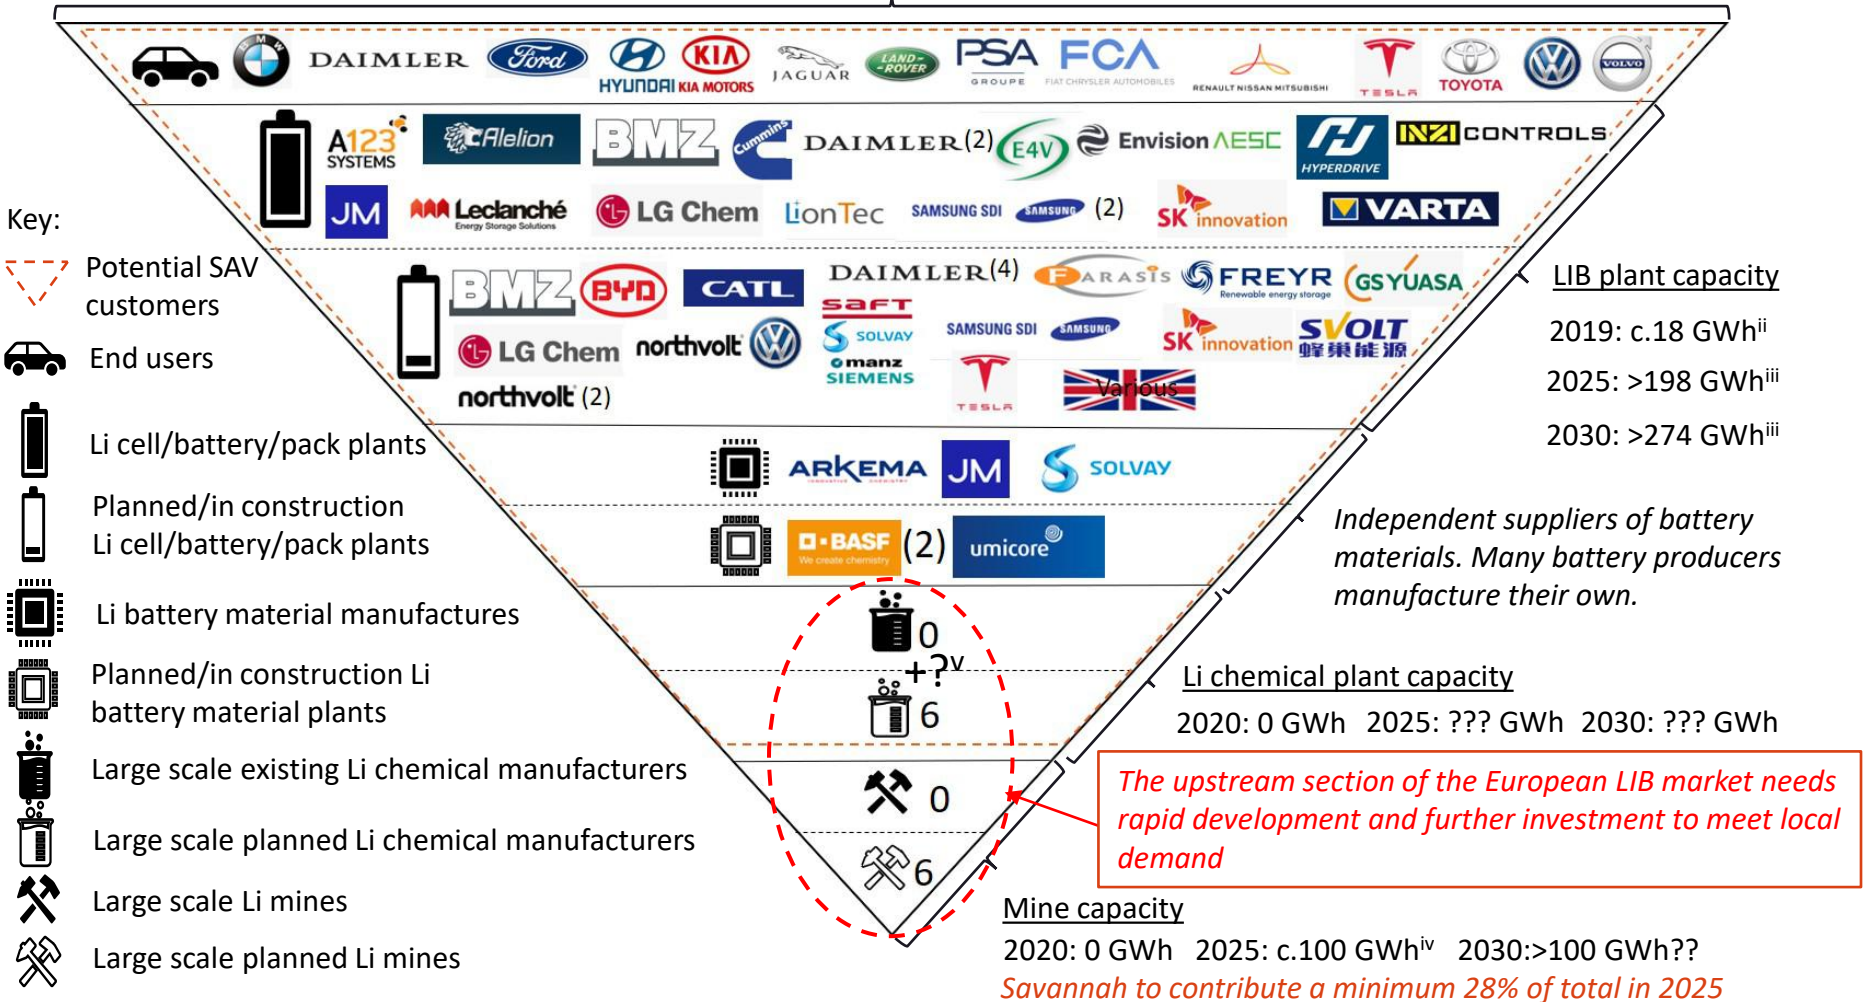 BMW
DAIMLER
Ford
HYUNDAI
KIA
KIA MOTORS
JAGUAR
LAND-
-ROVER
PSA
GROUPE
FCA
FIAT CHRYSLER AUTOMOBILES
RENAULT NISSAN MITSUBISHI
TESLA
TOYOTA
VOLVO
A123
SYSTEMS
Alelion
BMZ
Cummins
DAIMLER (2)
E4V
Envision AESC
HYPERDRIVE
INZI CONTROLS
JM
Leclanché
Energy Storage Solutions
LG Chem
LionTec
SAMSUNG SDI SAMSUNG (2)
SK innovation
VARTA
BMZ
BYD
CATL
DAIMLER (4)
FARASIS
FREYR
Renewable energy storage
GS YUASA
LG Chem
northvolt
SAFT
SOLVAY
manz
SIEMENS
SAMSUNG SDI SAMSUNG
SK innovation
SVOLT
蜂巢能源
northvolt (2)
TESLA
Various
ARKEMA
INNOVATIVE CHEMISTRY
JM
SOLVAY
BASF (2)
We create chemistry
umicore
0
+?v
6
0
6
Key:
Potential SAV
customers
End users
Li cell/battery/pack plants
Planned/in construction
Li cell/battery/pack plants
Li battery material manufactures
Planned/in construction Li
battery material plants
Large scale existing Li chemical manufacturers
Large scale planned Li chemical manufacturers
Large scale Li mines
Large scale planned Li mines
LIB plant capacity
2019: c.18 GWhii
2025: >198 GWhiii
2030: >274 GWhiii
Independent suppliers of battery
materials. Many battery producers
manufacture their own.
Li chemical plant capacity
2020: 0 GWh 2025: ??? GWh 2030: ??? GWh
The upstream section of the European LIB market needs
rapid development and further investment to meet local
demand
Mine capacity
2020: 0 GWh 2025: c.100 GWhiv 2030:>100 GWh??
Savannah to contribute a minimum 28% of total in 2025